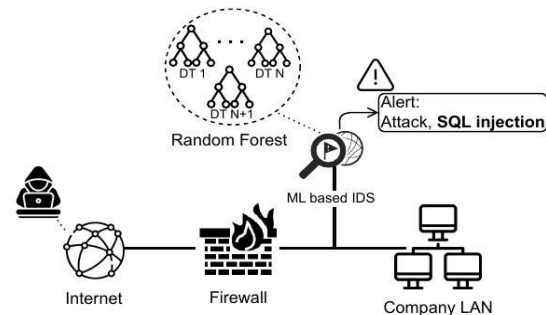 DT 1
DT N
DT N+1
Random Forest
Alert:
Attack, SQL injection
ML based IDS
Internet
Firewall
Company LAN